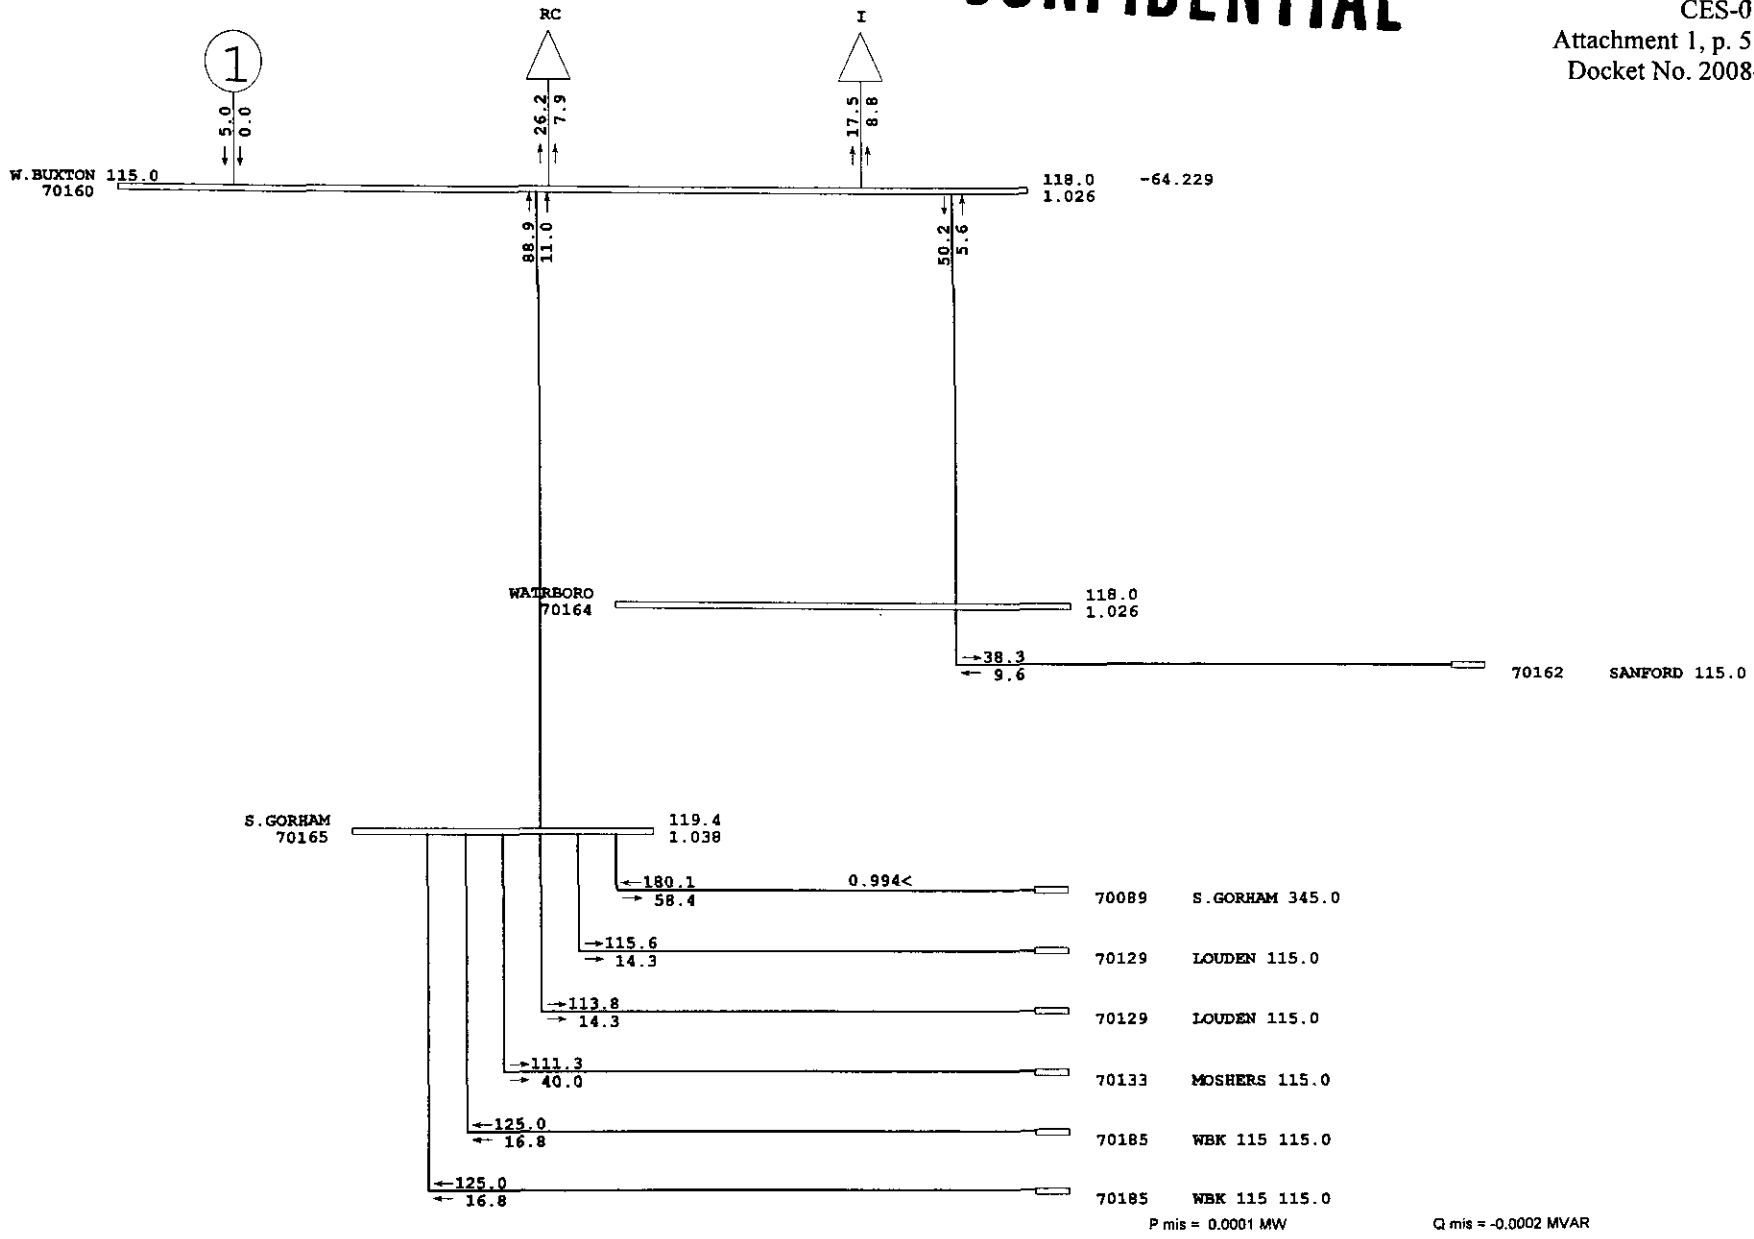 CONFIDENTIAL
CES-0
Attachment 1, p. 5
Docket No. 2008-
RC
I
1
5.0
0.0
26.2
7.9
17.5
8.8
W.BUXTON 115.0
70160
118.0 -64.229
1.026
88.9
11.0
50.2
5.6
WATRBORO
70164
118.0
1.026
38.3
9.6
70162 SANFORD 115.0
S.GORHAM
70165
119.4
1.038
180.1 0.994<
58.4
70089 S.GORHAM 345.0
115.6
14.3
70129 LOUDEN 115.0
113.8
14.3
70129 LOUDEN 115.0
111.3
40.0
70133 MOSHERS 115.0
125.0
16.8
70185 WBK 115 115.0
125.0
16.8
70185 WBK 115 115.0
P mis = 0.0001 MW Q mis = -0.0002 MVAR